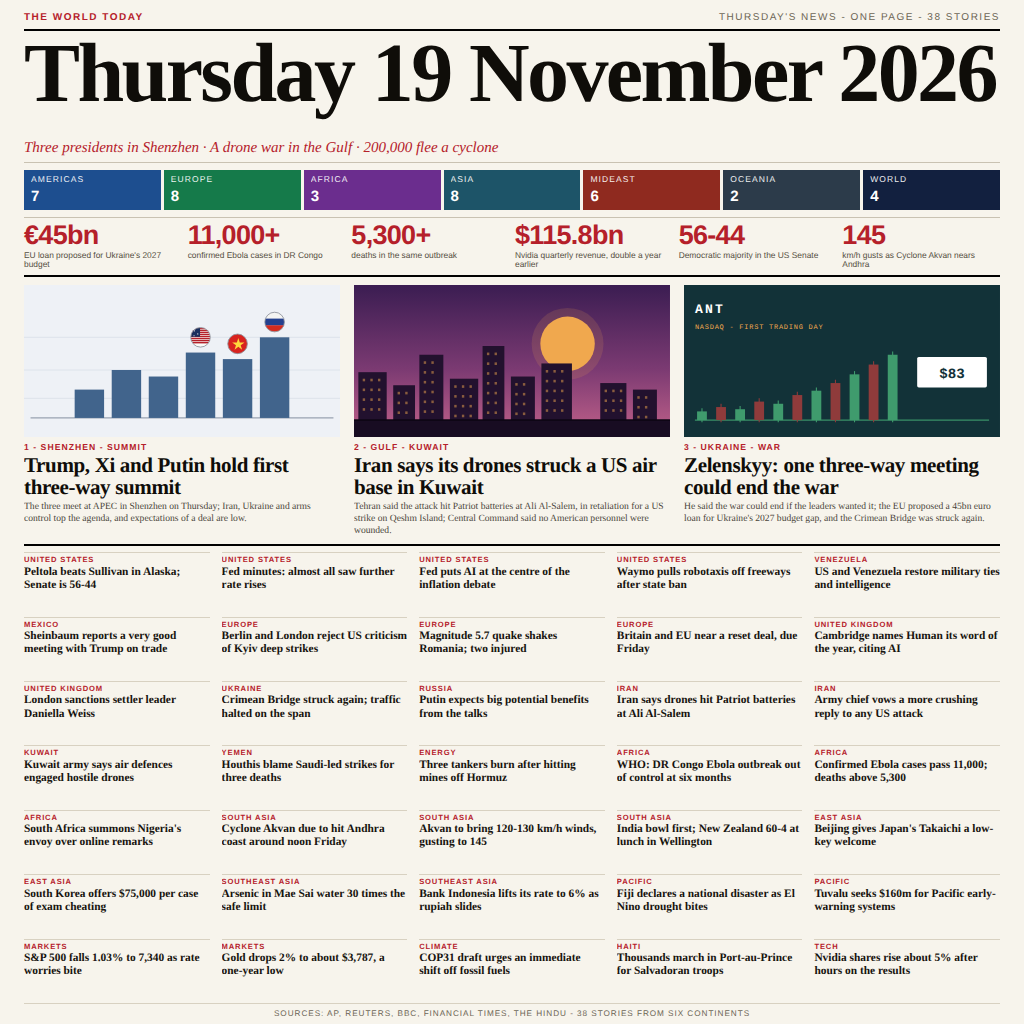 THE WORLD TODAY
THURSDAY'S NEWS - ONE PAGE - 38 STORIES
Thursday 19 November 2026
Three presidents in Shenzhen · A drone war in the Gulf · 200,000 flee a cyclone
AMERICAS
7
EUROPE
8
AFRICA
3
ASIA
8
MIDEAST
6
OCEANIA
2
WORLD
4
€45bn
EU loan proposed for Ukraine's 2027
budget
11,000+
confirmed Ebola cases in DR Congo
5,300+
deaths in the same outbreak
$115.8bn
Nvidia quarterly revenue, double a year
earlier
56-44
Democratic majority in the US Senate
145
km/h gusts as Cyclone Akvan nears
Andhra
1 - SHENZHEN - SUMMIT
Trump, Xi and Putin hold first
three-way summit
The three meet at APEC in Shenzhen on Thursday; Iran, Ukraine and arms
control top the agenda, and expectations of a deal are low.
2 - GULF - KUWAIT
Iran says its drones struck a US air
base in Kuwait
Tehran said the attack hit Patriot batteries at Ali Al-Salem, in retaliation for a US
strike on Qeshm Island; Central Command said no American personnel were
wounded.
ANT
NASDAQ - FIRST TRADING DAY
$83
3 - UKRAINE - WAR
Zelenskyy: one three-way meeting
could end the war
He said the war could end if the leaders wanted it; the EU proposed a 45bn euro
loan for Ukraine's 2027 budget gap, and the Crimean Bridge was struck again.
UNITED STATES
Peltola beats Sullivan in Alaska;
Senate is 56-44
UNITED STATES
Fed minutes: almost all saw further
rate rises
UNITED STATES
Fed puts AI at the centre of the
inflation debate
UNITED STATES
Waymo pulls robotaxis off freeways
after state ban
VENEZUELA
US and Venezuela restore military ties
and intelligence
MEXICO
Sheinbaum reports a very good
meeting with Trump on trade
EUROPE
Berlin and London reject US criticism
of Kyiv deep strikes
EUROPE
Magnitude 5.7 quake shakes
Romania; two injured
EUROPE
Britain and EU near a reset deal, due
Friday
UNITED KINGDOM
Cambridge names Human its word of
the year, citing AI
UNITED KINGDOM
London sanctions settler leader
Daniella Weiss
UKRAINE
Crimean Bridge struck again; traffic
halted on the span
RUSSIA
Putin expects big potential benefits
from the talks
IRAN
Iran says drones hit Patriot batteries
at Ali Al-Salem
IRAN
Army chief vows a more crushing
reply to any US attack
KUWAIT
Kuwait army says air defences
engaged hostile drones
YEMEN
Houthis blame Saudi-led strikes for
three deaths
ENERGY
Three tankers burn after hitting
mines off Hormuz
AFRICA
WHO: DR Congo Ebola outbreak out
of control at six months
AFRICA
Confirmed Ebola cases pass 11,000;
deaths above 5,300
AFRICA
South Africa summons Nigeria's
envoy over online remarks
SOUTH ASIA
Cyclone Akvan due to hit Andhra
coast around noon Friday
SOUTH ASIA
Akvan to bring 120-130 km/h winds,
gusting to 145
SOUTH ASIA
India bowl first; New Zealand 60-4 at
lunch in Wellington
EAST ASIA
Beijing gives Japan's Takaichi a low-
key welcome
EAST ASIA
South Korea offers $75,000 per case
of exam cheating
SOUTHEAST ASIA
Arsenic in Mae Sai water 30 times the
safe limit
SOUTHEAST ASIA
Bank Indonesia lifts its rate to 6% as
rupiah slides
PACIFIC
Fiji declares a national disaster as El
Nino drought bites
PACIFIC
Tuvalu seeks $160m for Pacific early-
warning systems
MARKETS
S&P 500 falls 1.03% to 7,340 as rate
worries bite
MARKETS
Gold drops 2% to about $3,787, a
one-year low
CLIMATE
COP31 draft urges an immediate
shift off fossil fuels
HAITI
Thousands march in Port-au-Prince
for Salvadoran troops
TECH
Nvidia shares rise about 5% after
hours on the results
SOURCES: AP, REUTERS, BBC, FINANCIAL TIMES, THE HINDU - 38 STORIES FROM SIX CONTINENTS